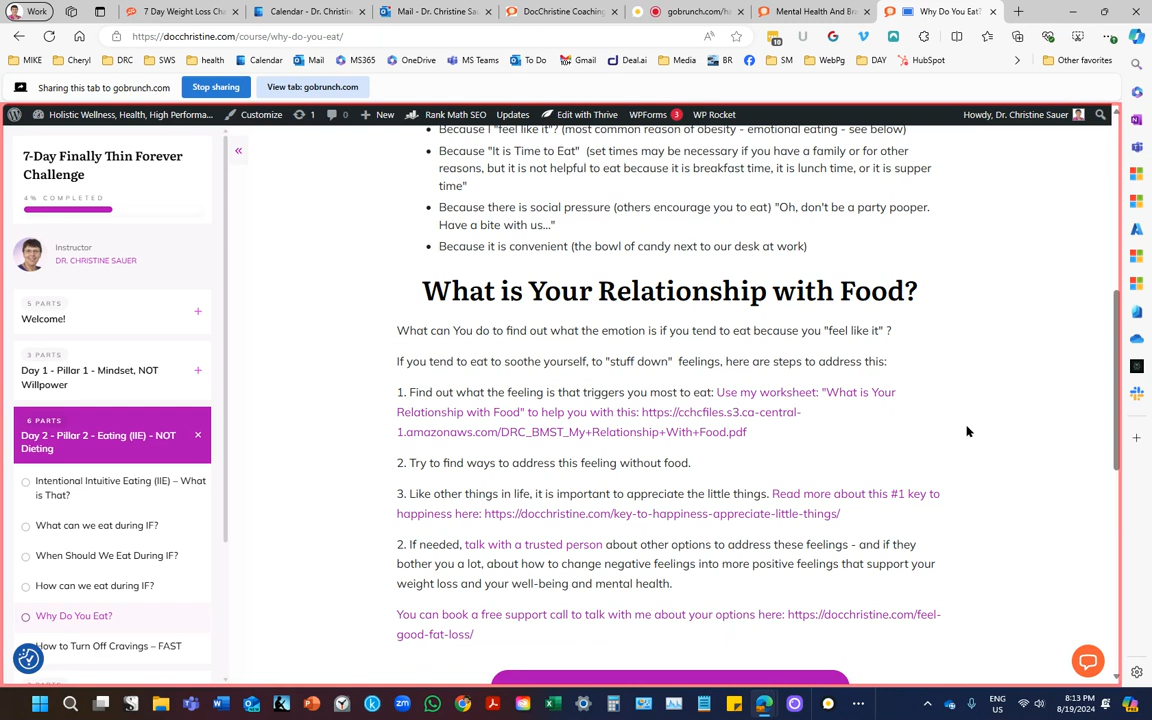 Work
7 Day Weight Loss Cha
Calendar - Dr. Christine
Mail - Dr. Christine Sau
DocChristine Coaching
gobrunch.com/ha
Mental Health And Bra
Why Do You Eat?
https://docchristine.com/course/why-do-you-eat/
10
MIKE
Cheryl
DRC
SWS
health
Calendar
Mail
MS365
OneDrive
MS Teams
To Do
Gmail
Deal.ai
Media
BR
SM
WebPg
DAY
HubSpot
Other favorites
Sharing this tab to gobrunch.com
Stop sharing
View tab: gobrunch.com
Holistic Wellness, Health, High Performa...
Customize
1
New
Rank Math SEO
Updates
Edit with Thrive
WPForms 3
WP Rocket
Howdy, Dr. Christine Sauer
7-Day Finally Thin Forever
Challenge
4% COMPLETED
Instructor
DR. CHRISTINE SAUER
5 PARTS
Welcome!
3 PARTS
Day 1 - Pillar 1 - Mindset, NOT
Willpower
6 PARTS
Day 2 - Pillar 2 - Eating (IIE) - NOT
Dieting
Intentional Intuitive Eating (IIE) – What
is That?
What can we eat during IF?
When Should We Eat During IF?
How can we eat during IF?
Why Do You Eat?
How to Turn Off Cravings – FAST
Because I "feel like it"? (most common reason of obesity - emotional eating - see below)
Because "It is Time to Eat" (set times may be necessary if you have a family or for other
reasons, but it is not helpful to eat because it is breakfast time, it is lunch time, or it is supper
time"
Because there is social pressure (others encourage you to eat) "Oh, don't be a party pooper.
Have a bite with us..."
Because it is convenient (the bowl of candy next to our desk at work)
What is Your Relationship with Food?
What can You do to find out what the emotion is if you tend to eat because you "feel like it" ?
If you tend to eat to soothe yourself, to "stuff down" feelings, here are steps to address this:
1. Find out what the feeling is that triggers you most to eat: Use my worksheet: "What is Your
Relationship with Food" to help you with this: https://cchcfiles.s3.ca-central-
1.amazonaws.com/DRC_BMST_My+Relationship+With+Food.pdf
2. Try to find ways to address this feeling without food.
3. Like other things in life, it is important to appreciate the little things. Read more about this #1 key to
happiness here: https://docchristine.com/key-to-happiness-appreciate-little-things/
2. If needed, talk with a trusted person about other options to address these feelings - and if they
bother you a lot, about how to change negative feelings into more positive feelings that support your
weight loss and your well-being and mental health.
You can book a free support call to talk with me about your options here: https://docchristine.com/feel-
good-fat-loss/
ENG
US
8:13 PM
8/19/2024